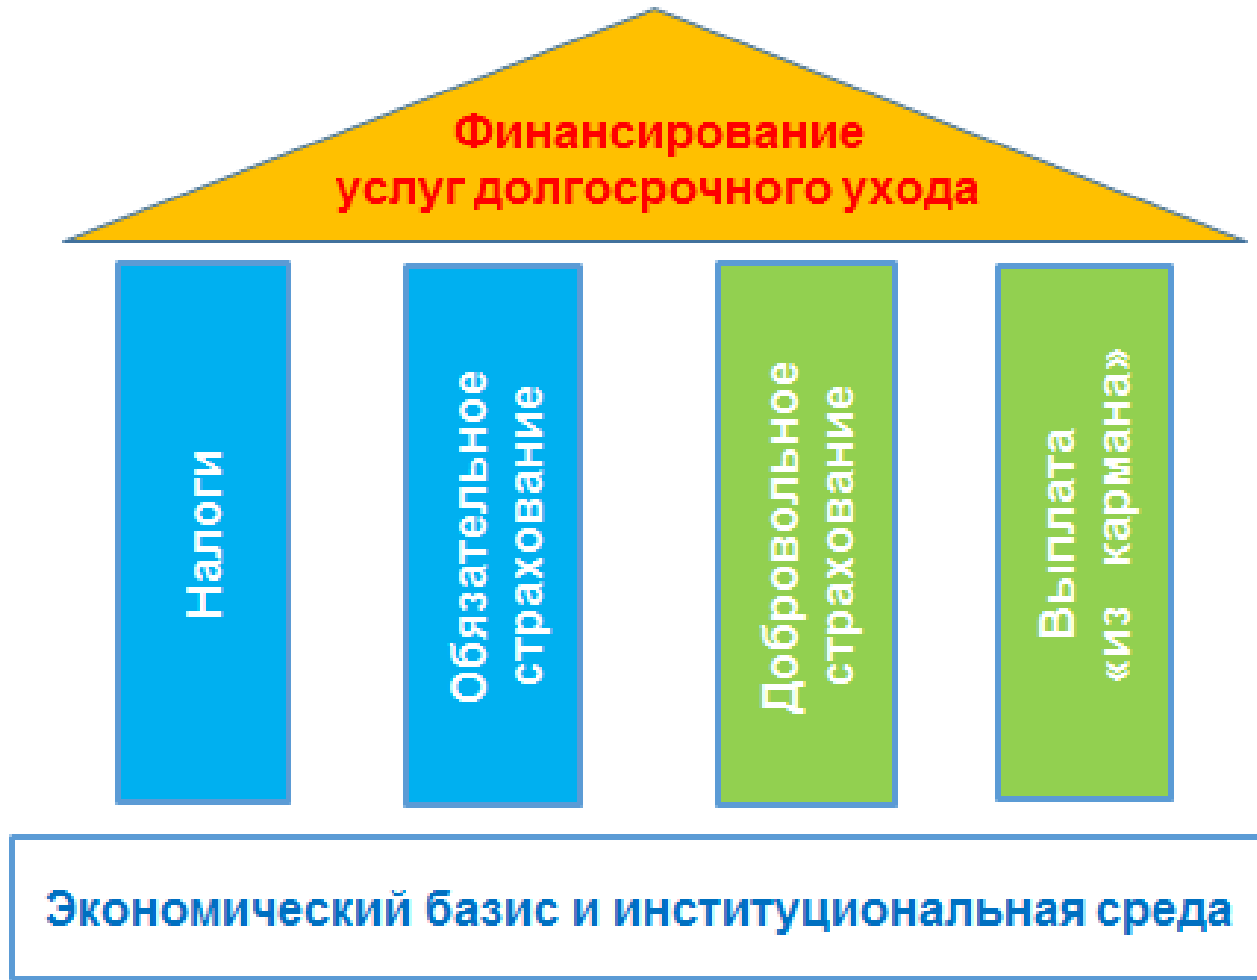 Финансирование
услуг долгосрочного ухода
Налоги
Обязательное
страхование
Добровольное
страхование
Выплата
«из кармана»
Экономический базис и институциональная среда